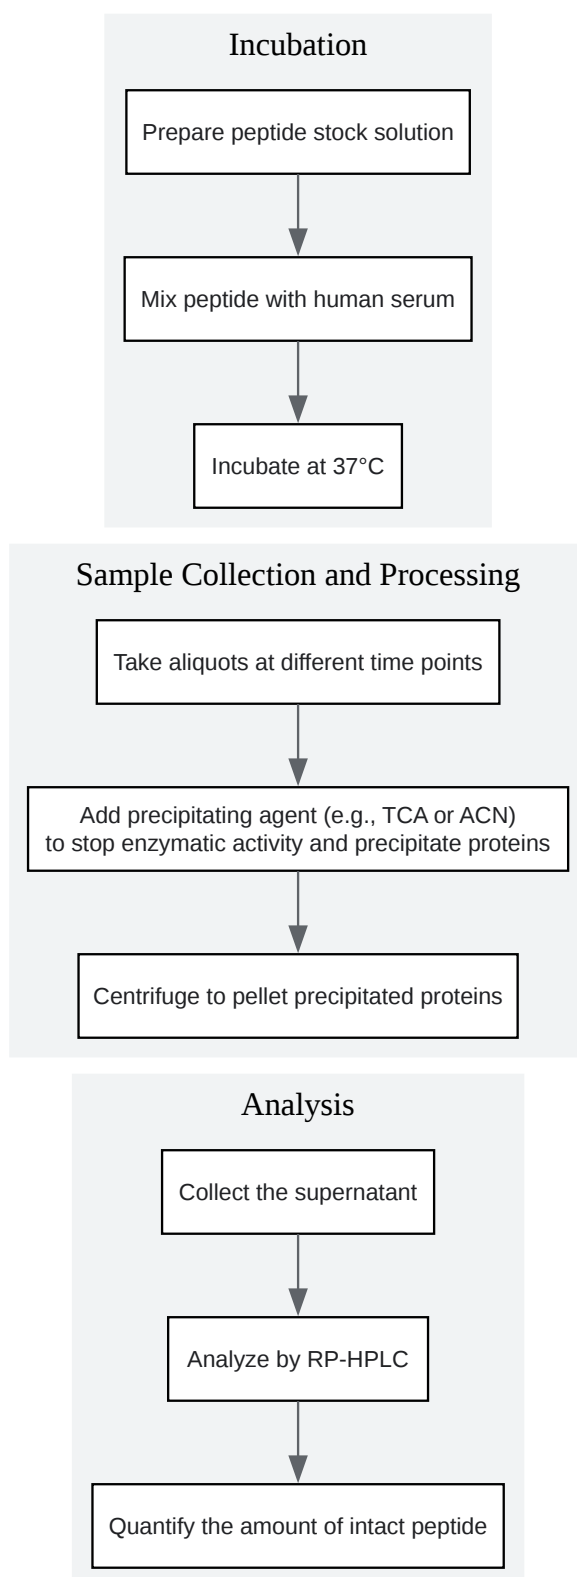 Incubation
Prepare peptide stock solution
Mix peptide with human serum
Incubate at 37°C
Sample Collection and Processing
Take aliquots at different time points
Add precipitating agent (e.g., TCA or ACN)
to stop enzymatic activity and precipitate proteins
Centrifuge to pellet precipitated proteins
Analysis
Collect the supernatant
Analyze by RP-HPLC
Quantify the amount of intact peptide